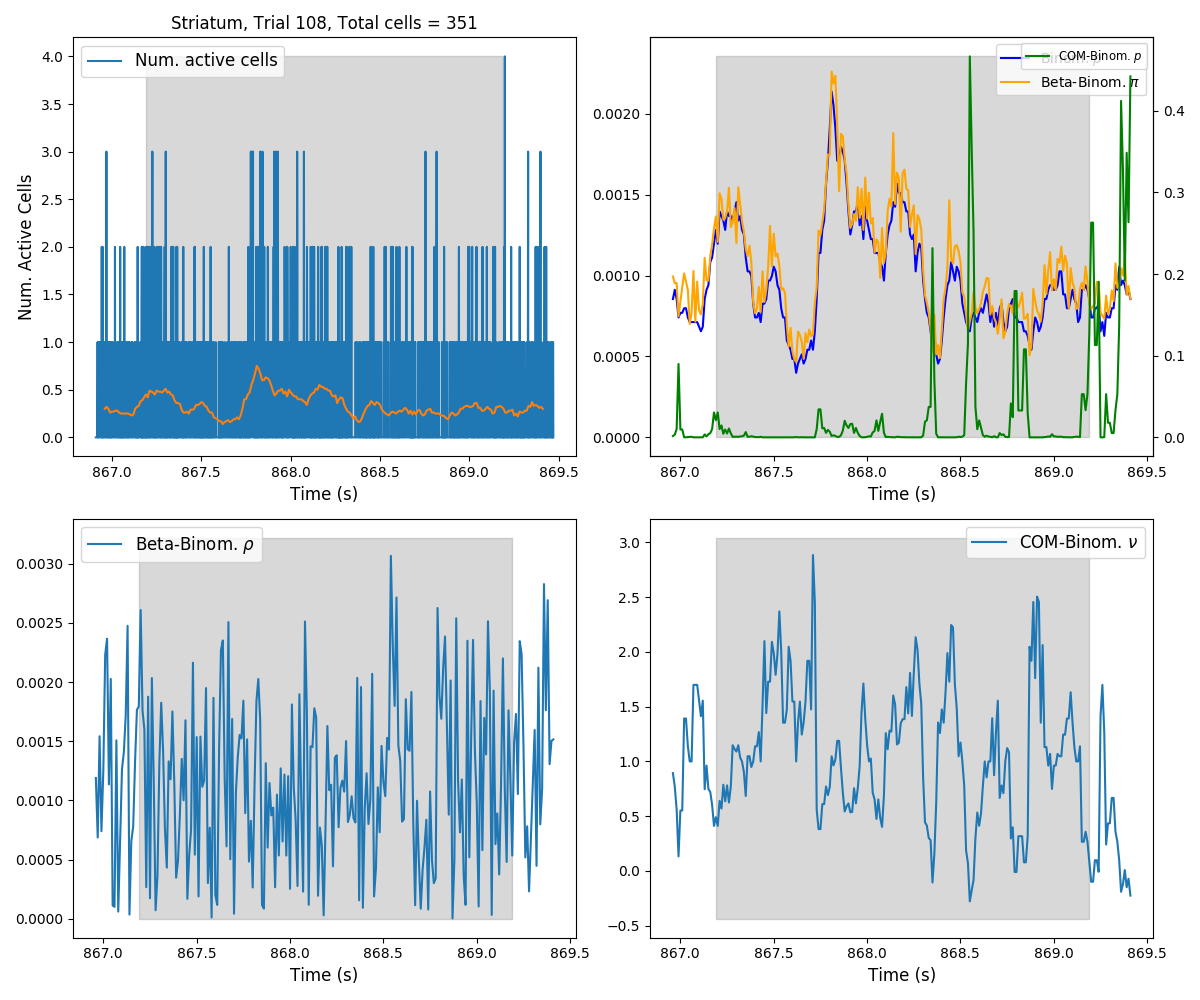 Striatum, Trial 108, Total cells = 351
Num. active cells
Num. Active Cells
4.0
3.5
3.0
2.5
2.0
1.5
1.0
0.5
0.0
867.0 867.5 868.0 868.5 869.0 869.5
Time (s)
COM-Binom. p
Beta-Binom. π
0.0020
0.0015
0.0010
0.0005
0.0000
0.4
0.3
0.2
0.1
0.0
867.0 867.5 868.0 868.5 869.0 869.5
Time (s)
Beta-Binom. ρ
0.0030
0.0025
0.0020
0.0015
0.0010
0.0005
0.0000
867.0 867.5 868.0 868.5 869.0 869.5
Time (s)
COM-Binom. ν
3.0
2.5
2.0
1.5
1.0
0.5
0.0
−0.5
867.0 867.5 868.0 868.5 869.0 869.5
Time (s)